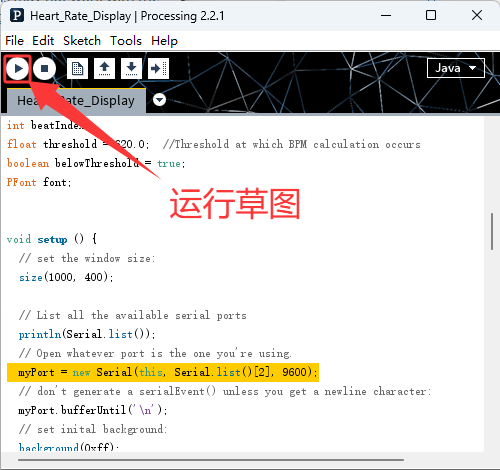 Heart_Rate_Display | Processing 2.2.1
File Edit Sketch Tools Help
Java
Heart_Rate_Display
int beatIndex
float threshold = 620.0;  //Threshold at which BPM calculation occurs
boolean belowThreshold = true;
PFont font;
运行草图
void setup () {
// set the window size:
size(1000, 400);
// List all the available serial ports
println(Serial.list());
// Open whatever port is the one you're using.
myPort = new Serial(this, Serial.list()[2], 9600);
// don't generate a serialEvent() unless you get a newline character:
myPort.bufferUntil('\n');
// set inital background:
background(0xff);